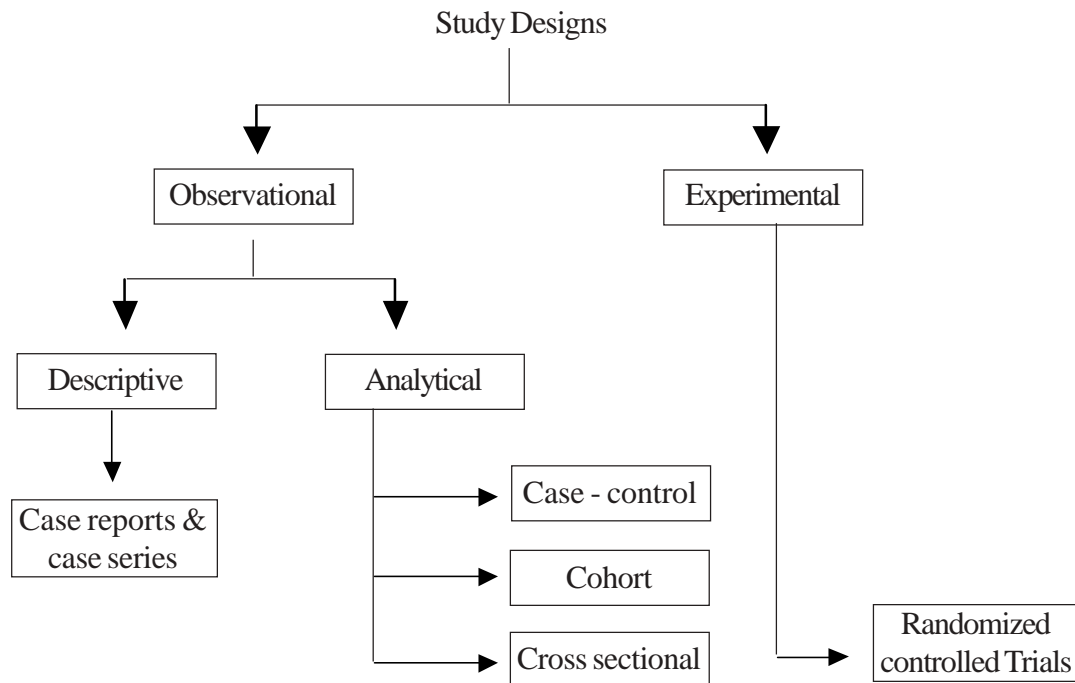 Study Designs
Observational
Experimental
Descriptive
Analytical
Case - control
Case reports &
case series
Cohort
Randomized
controlled Trials
Cross sectional